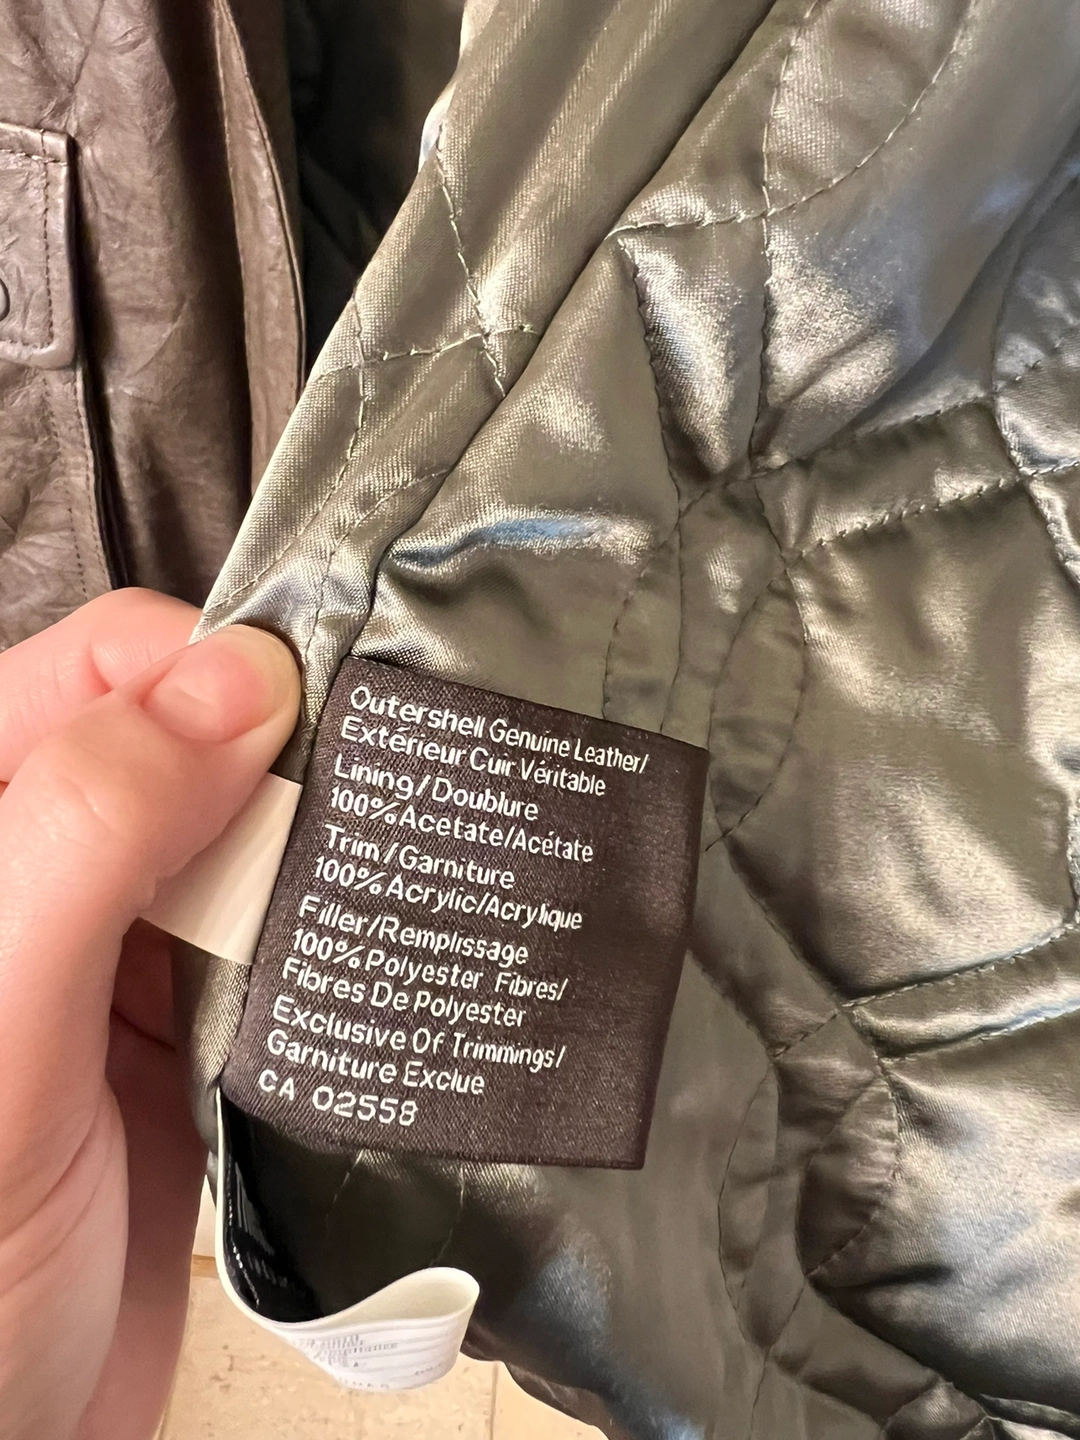 Outershell Genuine Leather/
Extérieur Cuir Véritable
Lining/Doublure
100%Acetate/Acétate
Trim/Garniture
100%Acrylic/Acrylique
Filler/Remplissage
100%Polyester Fibres/
Fibres De Polyester
Exclusive Of Trimmings/
Garniture Exclue
CA 02558